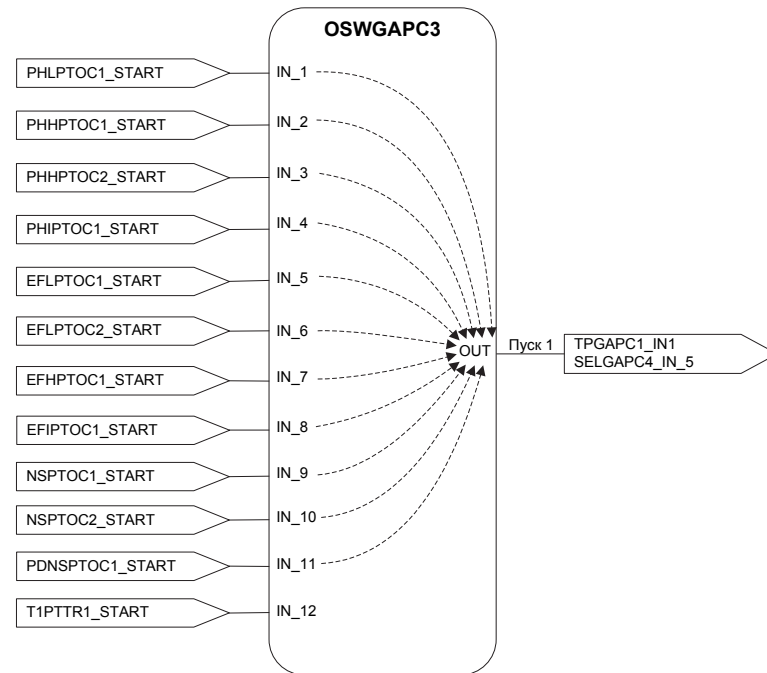 OSWGAPC3
PHLPTOC1_START IN_1
PHHPTOC1_START IN_2
PHHPTOC2_START IN_3
PHIPTOC1_START IN_4
EFLPTOC1_START IN_5
EFLPTOC2_START IN_6
OUT Пуск 1 TPGAPC1_IN1
SELGAPC4_IN_5
EFHPTOC1_START IN_7
EFIPTOC1_START IN_8
NSPTOC1_START IN_9
NSPTOC2_START IN_10
PDNSPTOC1_START IN_11
T1PTTR1_START IN_12